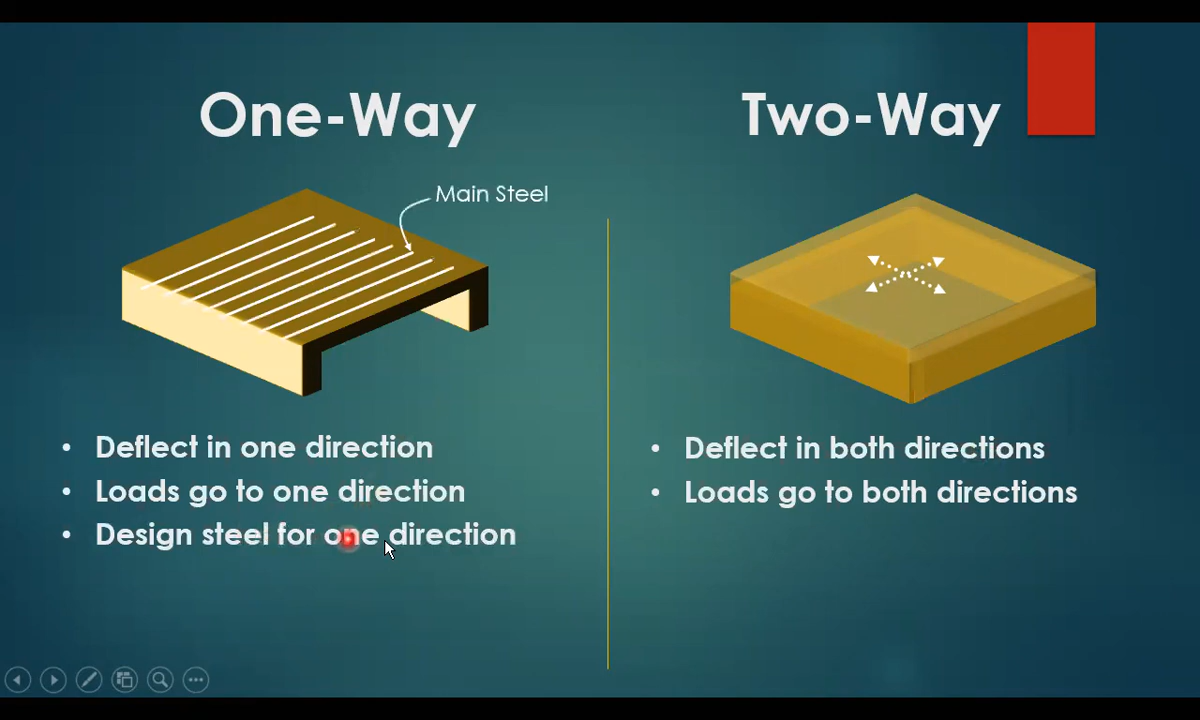 One-Way
Main Steel
• Deflect in one direction
• Loads go to one direction
• Design steel for one direction
Two-Way
• Deflect in both directions
• Loads go to both directions